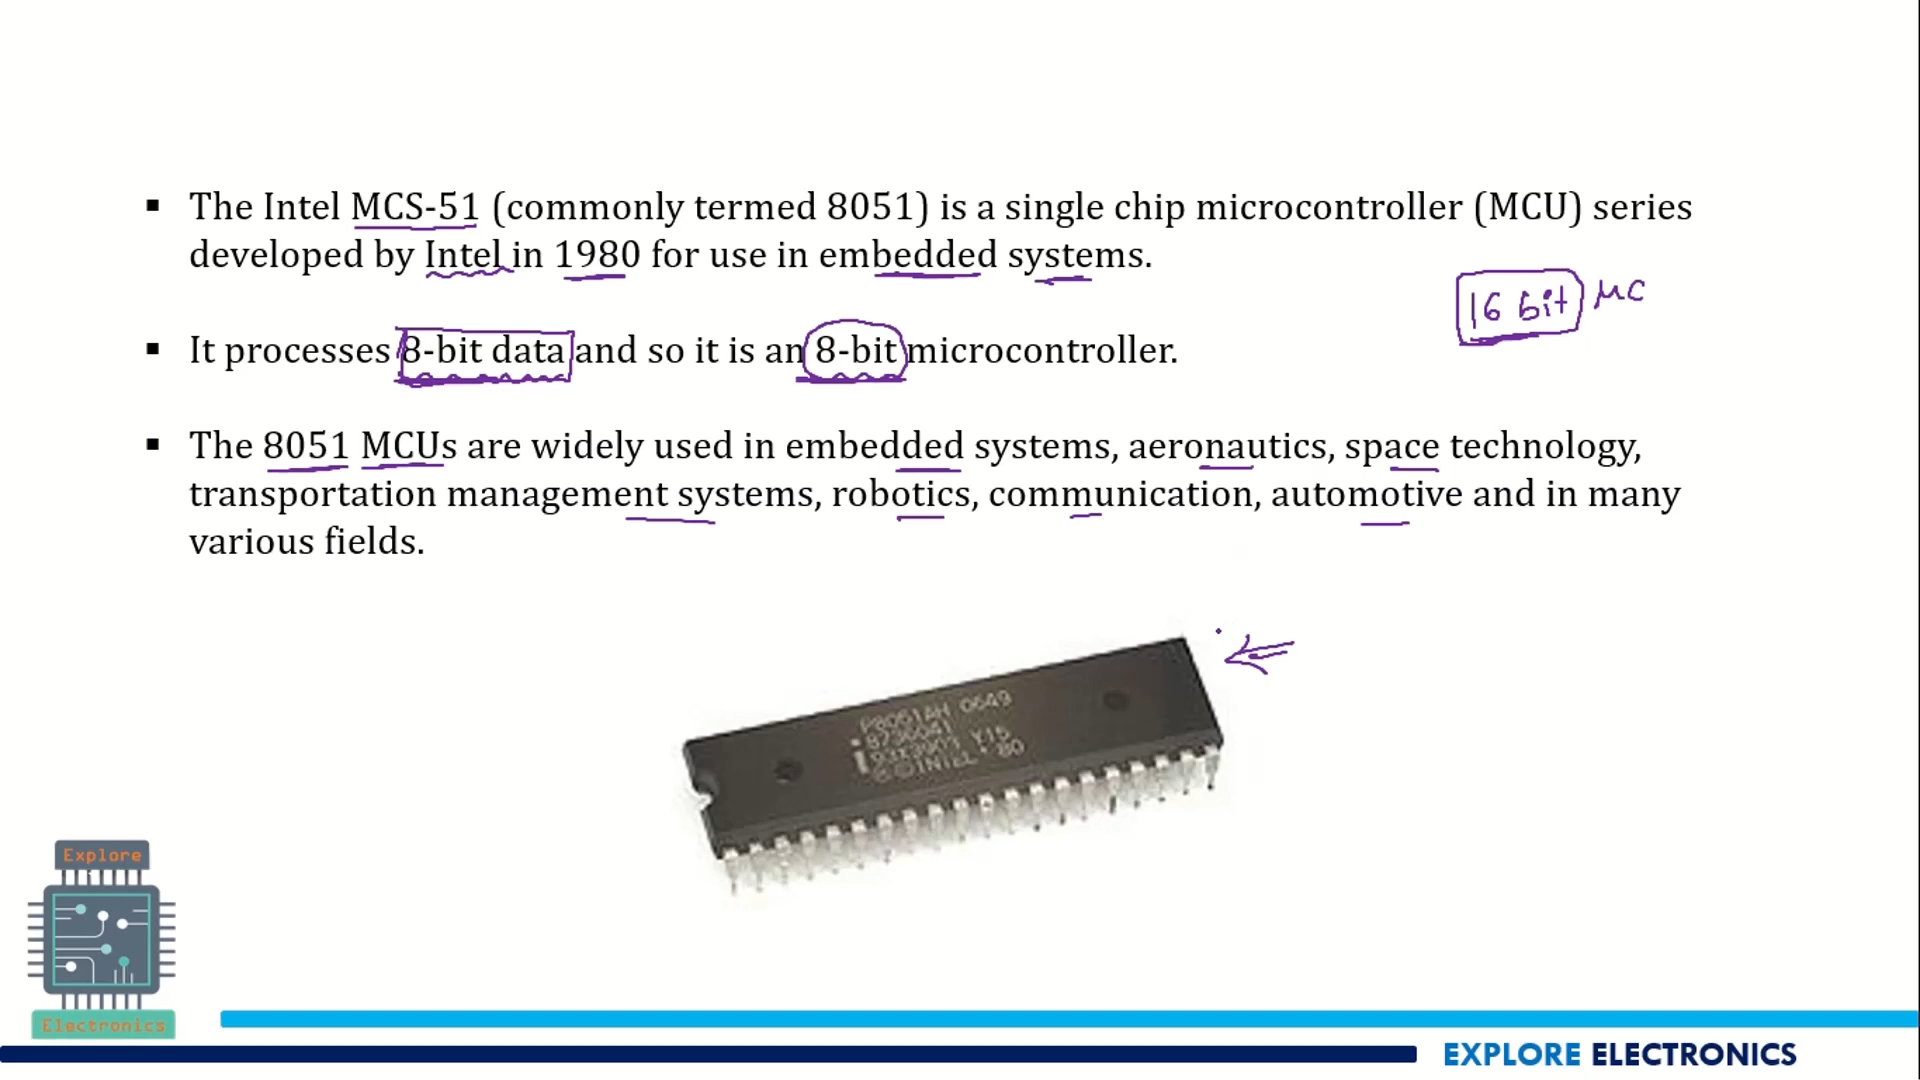 ▪ The Intel MCS-51 (commonly termed 8051) is a single chip microcontroller (MCU) series
developed by Intel in 1980 for use in embedded systems.
16 bit μC
▪ It processes 8-bit data and so it is an 8-bit microcontroller.
▪ The 8051 MCUs are widely used in embedded systems, aeronautics, space technology,
transportation management systems, robotics, communication, automotive and in many
various fields.
P8051AH 0649
Explore
Electronics
EXPLORE ELECTRONICS